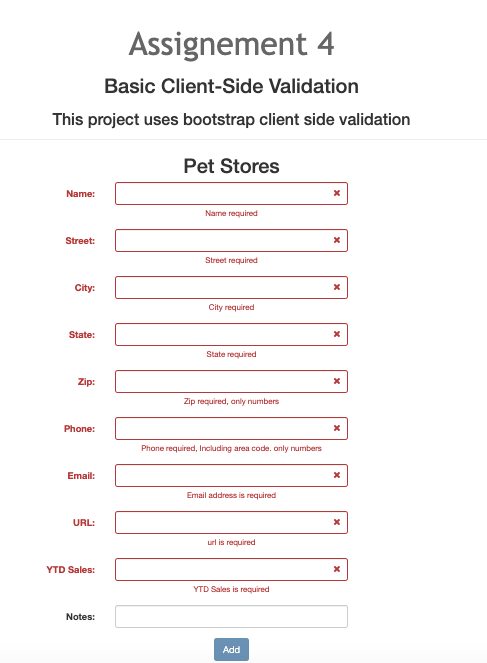 Assignement 4
Basic Client-Side Validation
This project uses bootstrap client side validation
Pet Stores
Name:
Name required
Street:
Street required
City:
City required
State:
State required
Zip:
Zip required, only numbers
Phone:
Phone required, Including area code. only numbers
Email:
Email address is required
URL:
url is required
YTD Sales:
YTD Sales is required
Notes:
Add